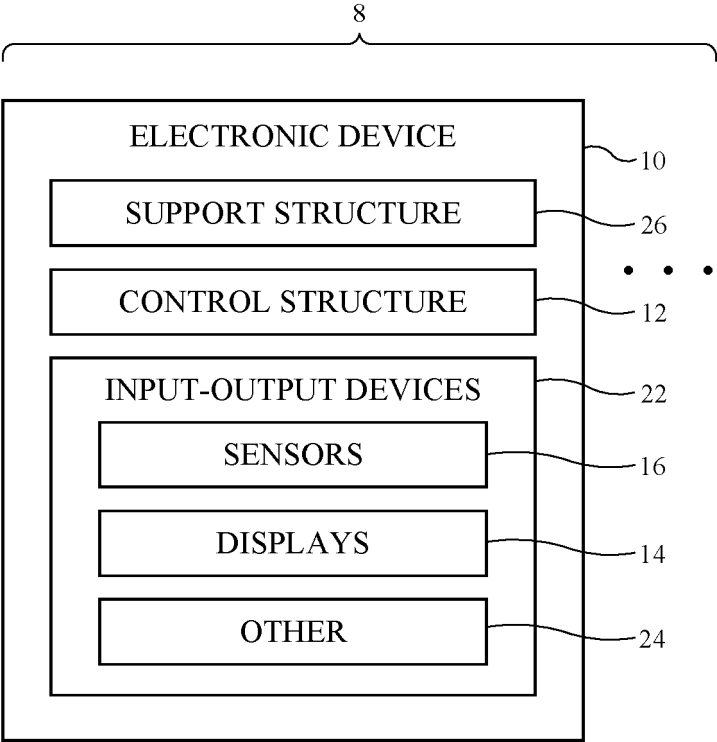 8
ELECTRONIC DEVICE
10
SUPPORT STRUCTURE
26
CONTROL STRUCTURE
12
INPUT-OUTPUT DEVICES
22
SENSORS
16
DISPLAYS
14
OTHER
24